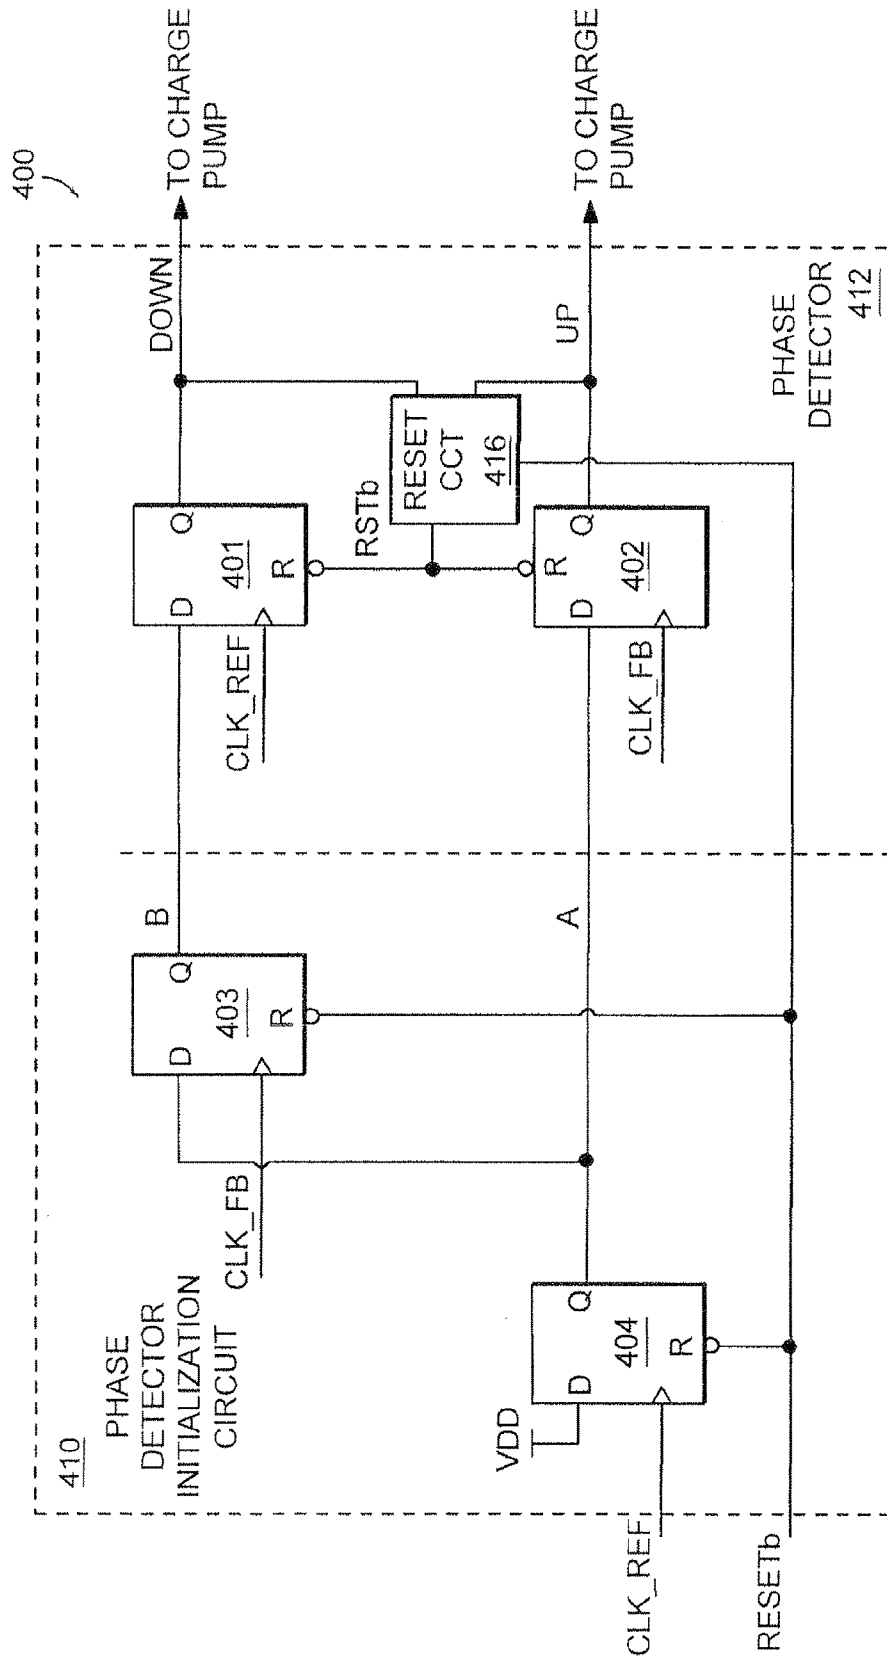 400
410
PHASE
DETECTOR
INITIALIZATION
CIRCUIT
CLK_FB
D
Q
403
R
B
CLK_REF
D
Q
401
R
DOWN
TO CHARGE
PUMP
RSTb
RESET
CCT
416
VDD
CLK_REF
D
Q
404
R
A
CLK_FB
D
Q
R
402
UP
TO CHARGE
PUMP
RESETb
PHASE
DETECTOR
412